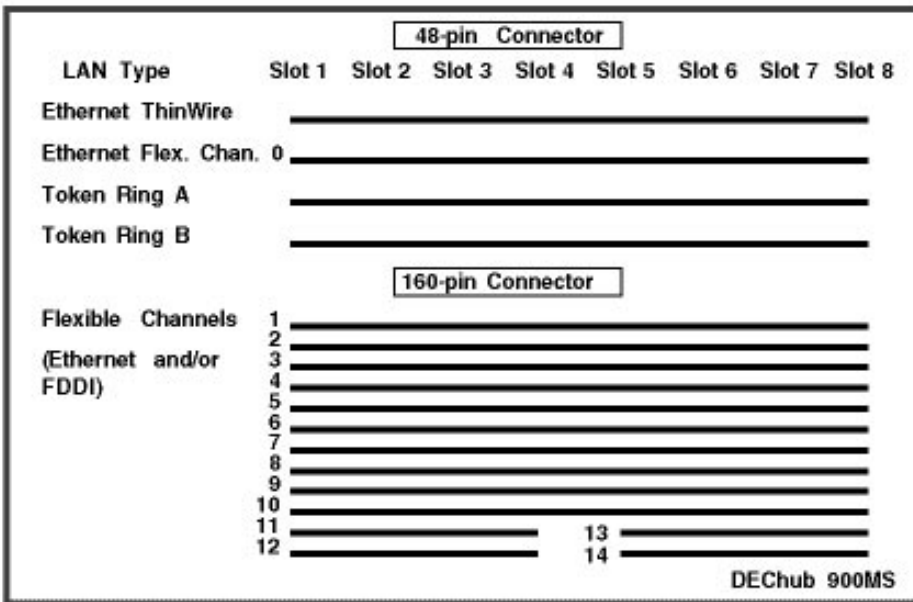 48-pin Connector
LAN Type Slot 1 Slot 2 Slot 3 Slot 4 Slot 5 Slot 6 Slot 7 Slot 8
Ethernet ThinWire
Ethernet Flex. Chan. 0
Token Ring A
Token Ring B
160-pin Connector
Flexible Channels 1
2
(Ethernet and/or 3
FDDI) 4
5
6
7
8
9
10
11 13
12 14
DEChub 900MS